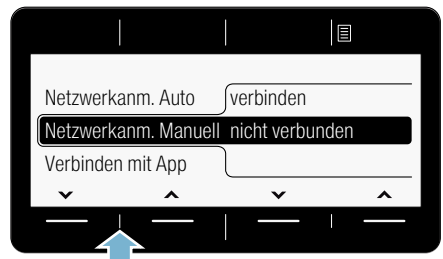 Netzwerkanm. Auto verbinden
Netzwerkanm. Manuell nicht verbunden
Verbinden mit App